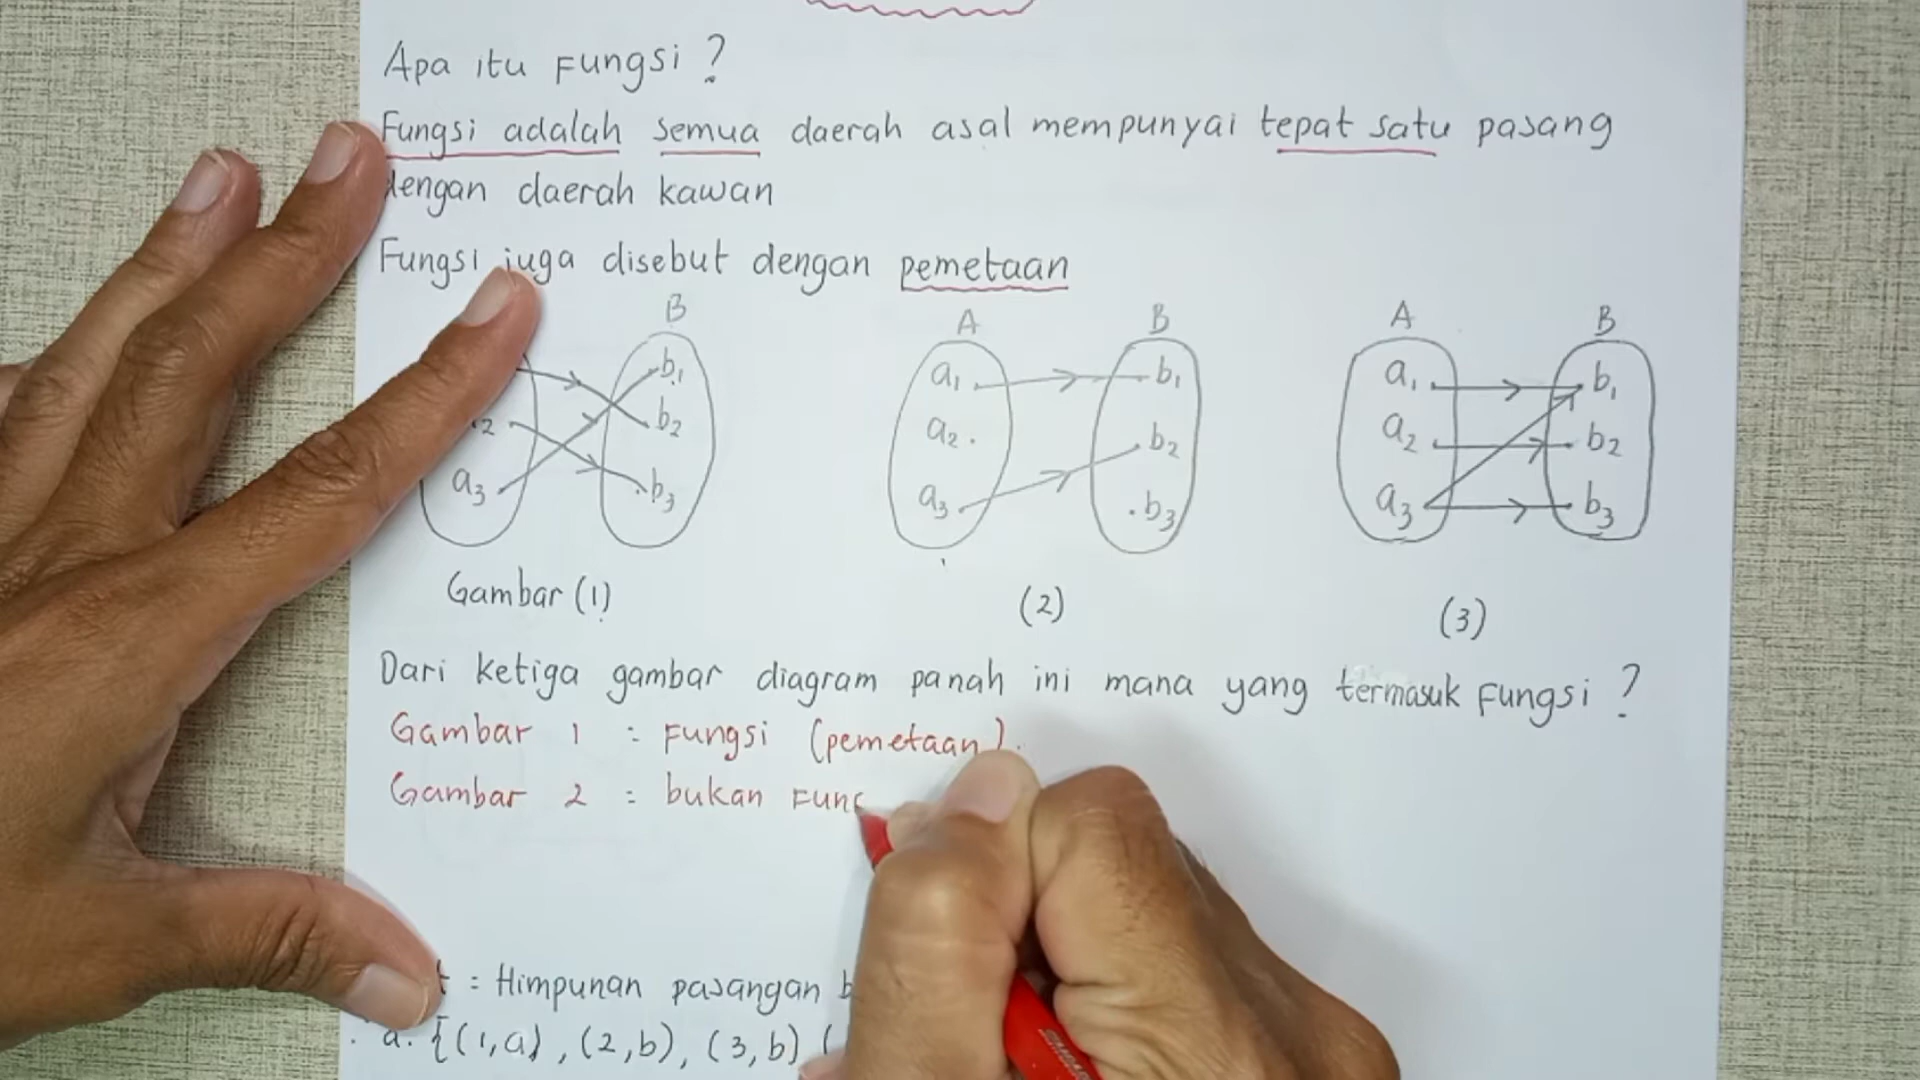 Apa itu Fungsi ?
Fungsi adalah semua daerah asal mempunyai tepat satu pasang
dengan daerah kawan
Fungsi juga disebut dengan pemetaan
B
A B
A B
b1
b2
2
a3 b3
a1 b1
a2 b2
a3 b3
a1 b1
a2 b2
a3 b3
Gambar (1)
(2)
(3)
Dari ketiga gambar diagram panah ini mana yang termasuk Fungsi ?
Gambar 1 : Fungsi (pemetaan).
Gambar 2 : bukan Fung
= Himpunan pasangan b
a. {(1,a), (2,b), (3,b) (